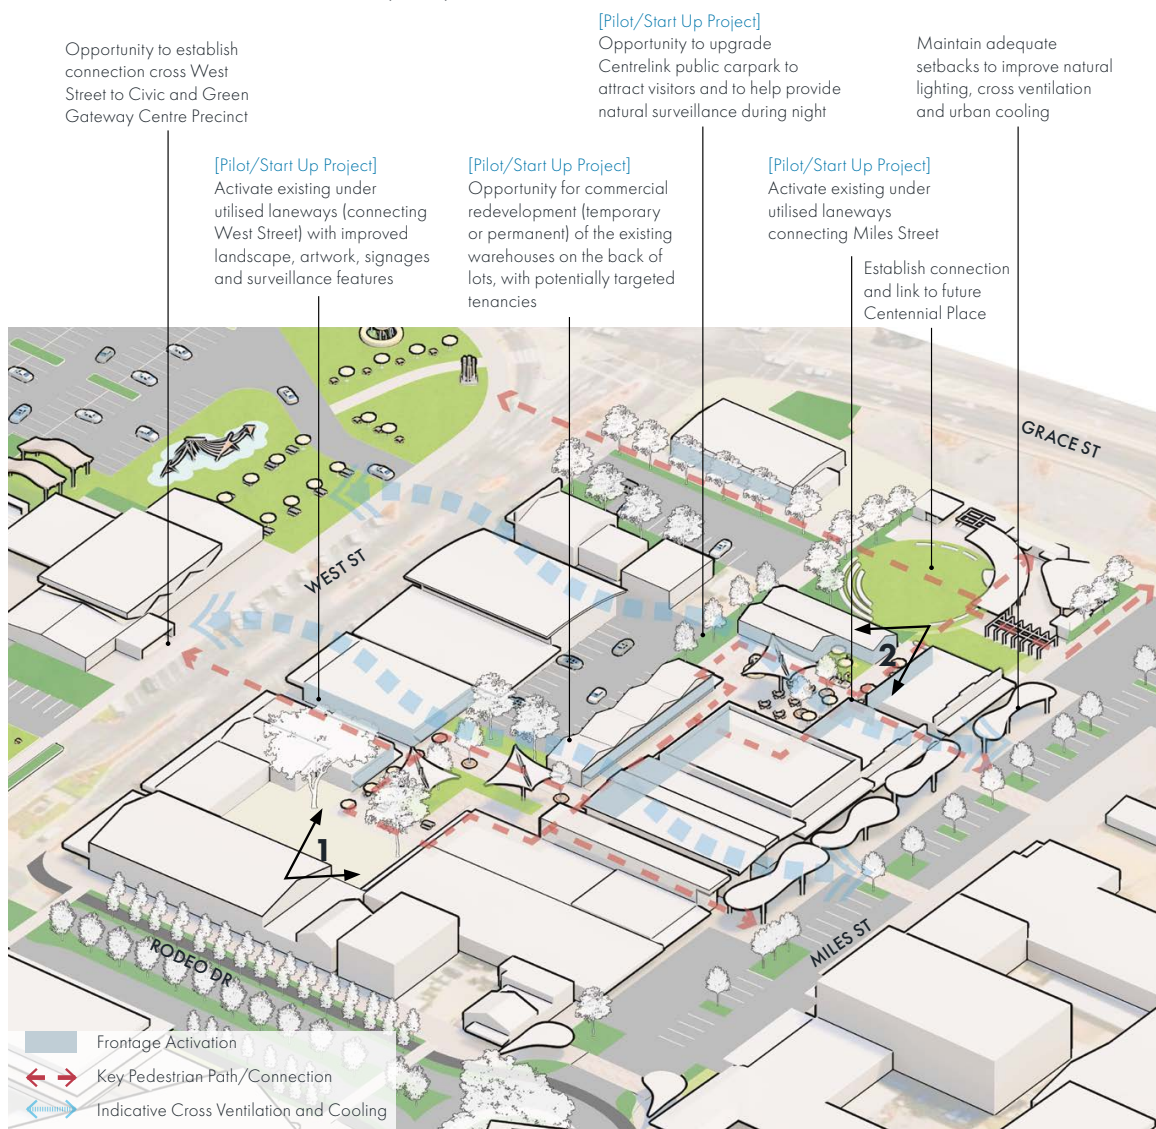 [Pilot/Start Up Project]
Opportunity to upgrade
Centrelink public carpark to
attract visitors and to help provide
natural surveillance during night
Opportunity to establish
connection cross West
Street to Civic and Green
Gateway Centre Precinct
Maintain adequate
setbacks to improve natural
lighting, cross ventilation
and urban cooling
[Pilot/Start Up Project]
Activate existing under
utilised laneways (connecting
West Street) with improved
landscape, artwork, signages
and surveillance features
[Pilot/Start Up Project]
Opportunity for commercial
redevelopment (temporary
or permanent) of the existing
warehouses on the back of
lots, with potentially targeted
tenancies
[Pilot/Start Up Project]
Activate existing under
utilised laneways
connecting Miles Street
Establish connection
and link to future
Centennial Place
GRACE ST
WEST ST
2
1
MILES ST
RODEO DR
Frontage Activation
Key Pedestrian Path/Connection
Indicative Cross Ventilation and Cooling